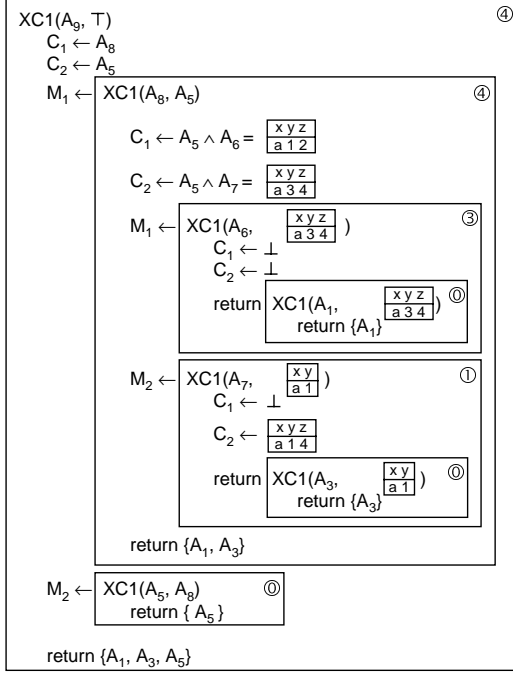 ④
XC1(A₉, ⊤)
C₁ ← A₈
C₂ ← A₅
M₁ ← XC1(A₈, A₅) ④
C₁ ← A₅ ∧ A₆ = x y z
a 1 2
C₂ ← A₅ ∧ A₇ = x y z
a 3 4
M₁ ← XC1(A₆, x y z ) ③
a 3 4
C₁ ← ⊥
C₂ ← ⊥
return XC1(A₁, x y z ) ⓪
a 3 4
return {A₁}
M₂ ← XC1(A₇, x y ) ①
a 1
C₁ ← ⊥
C₂ ← x y z
a 1 4
return XC1(A₃, x y ) ⓪
a 1
return {A₃}
return {A₁, A₃}
M₂ ← XC1(A₅, A₈) ⓪
return { A₅ }
return {A₁, A₃, A₅}